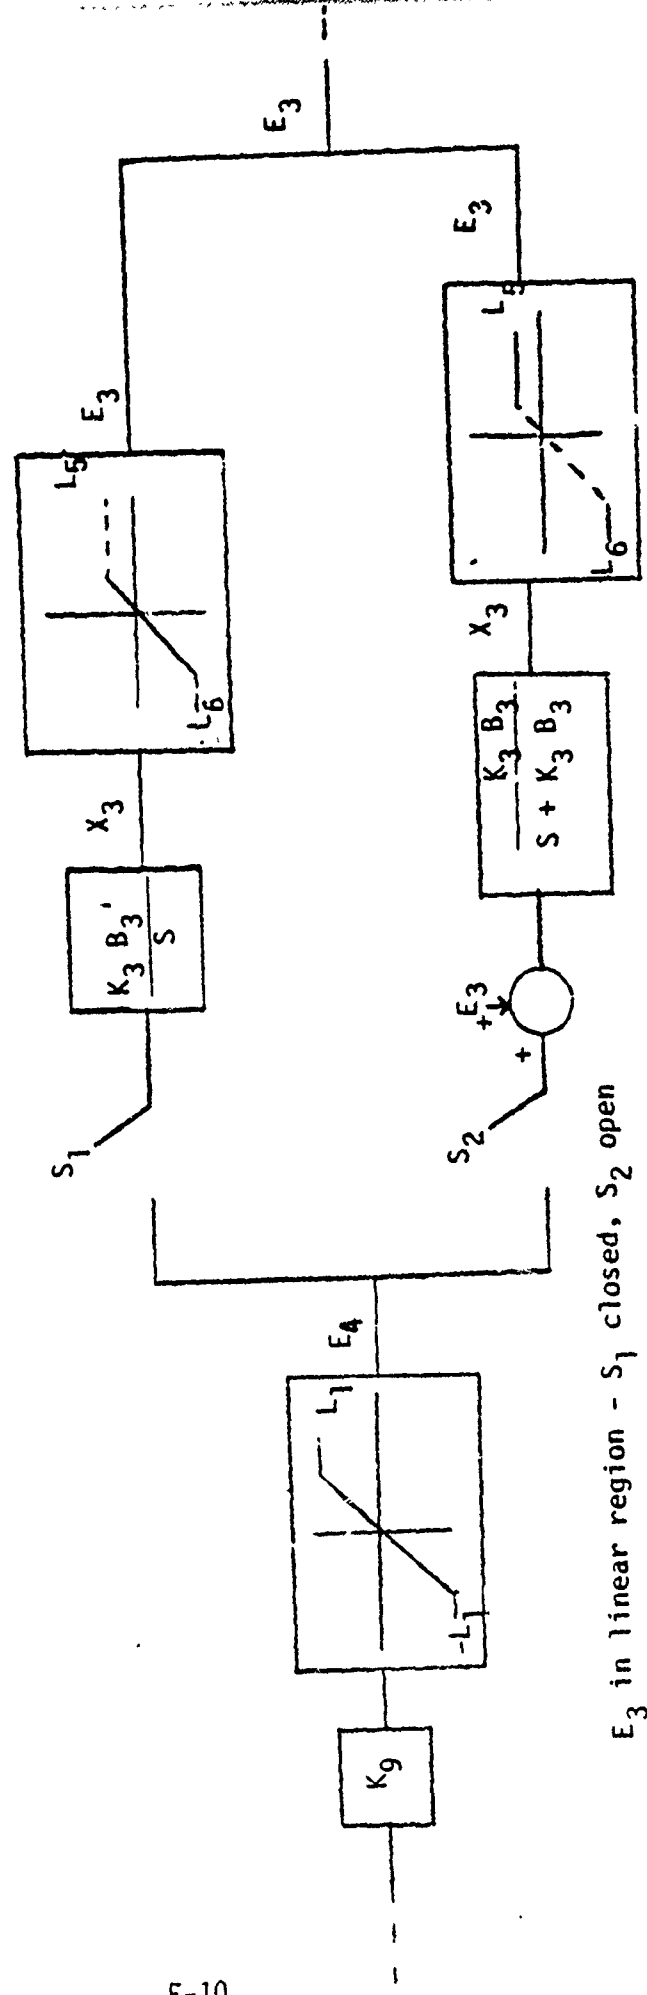 E3
E3
E3
L5
L6
X3
K3 B3'
S
S1
L5
L6
X3
K3 B3
S + K3 B3
+ E3
+
S2
E4
L1
-L1
K9
E3 in linear region - S1 closed, S2 open